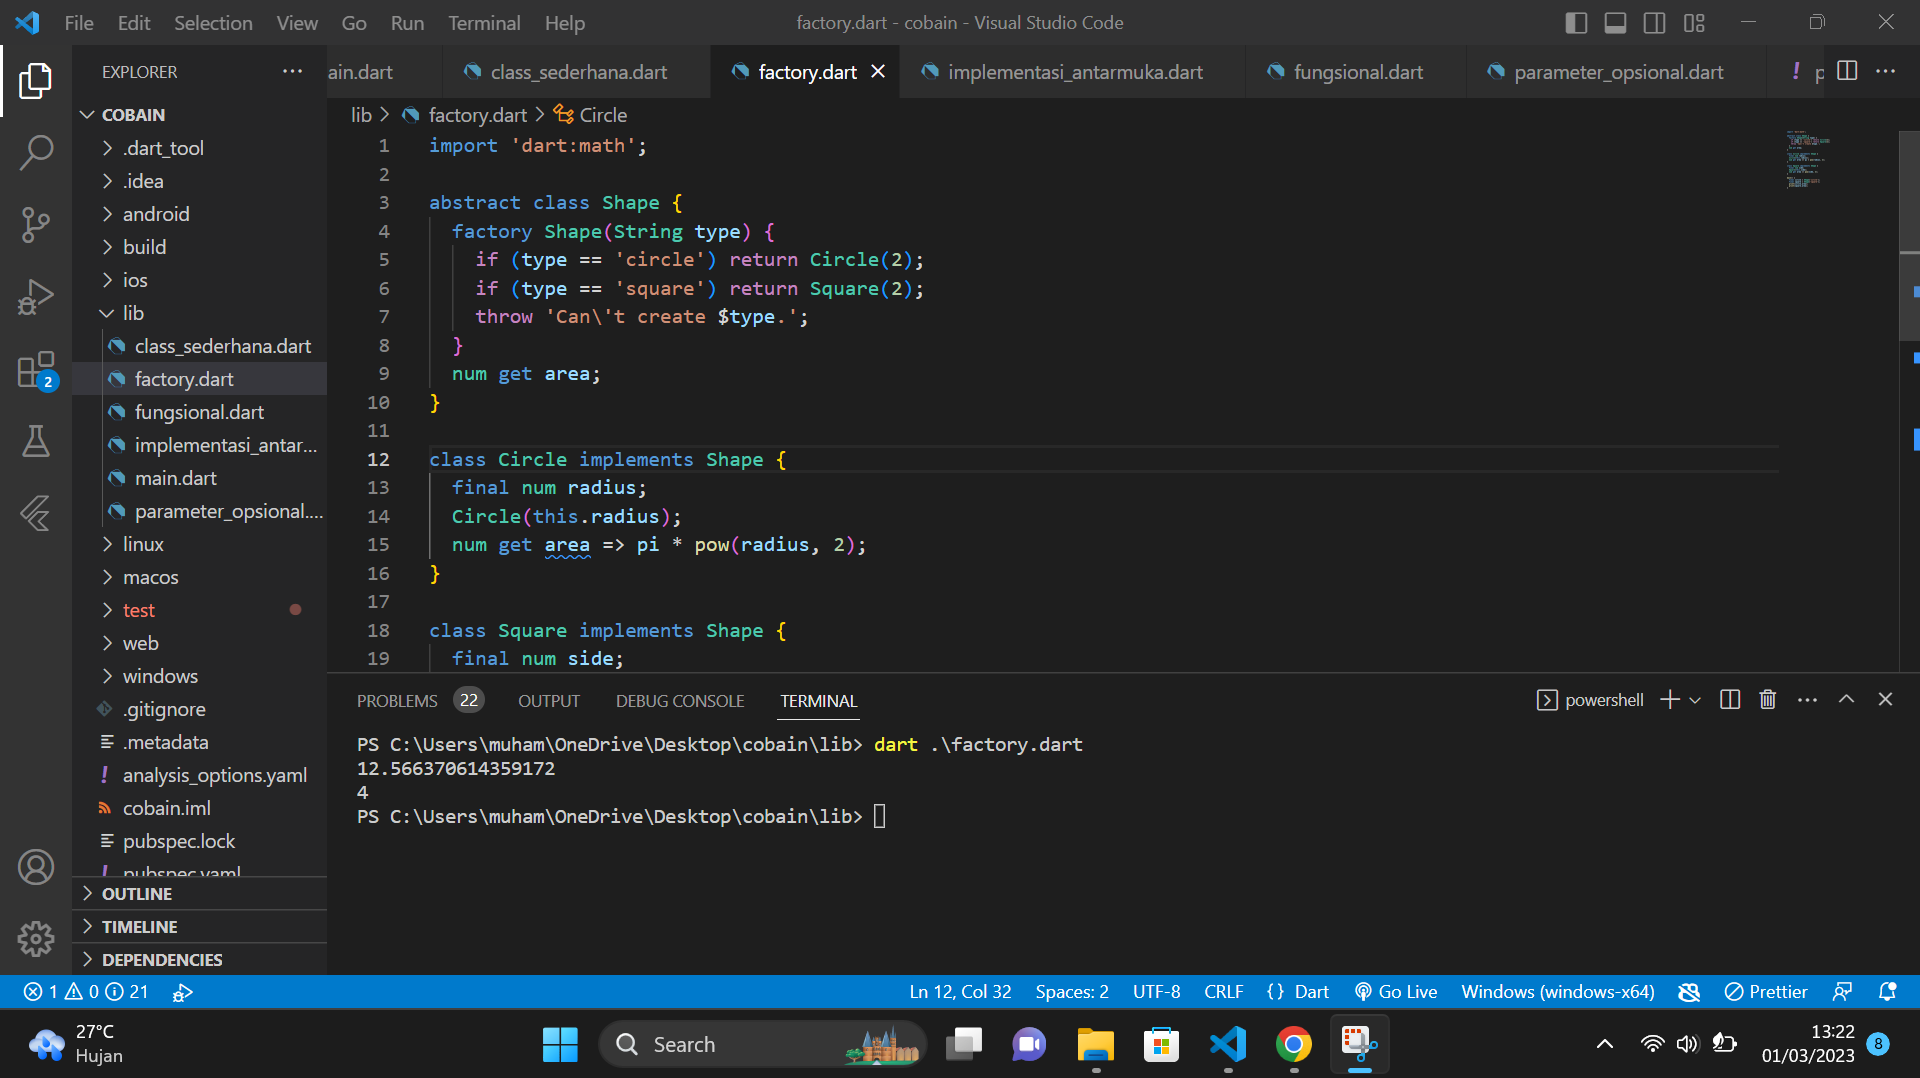 File Edit Selection View Go Run Terminal Help
factory.dart - cobain - Visual Studio Code
EXPLORER
ain.dart
class_sederhana.dart
factory.dart
implementasi_antarmuka.dart
fungsional.dart
parameter_opsional.dart
! p
COBAIN
.dart_tool
.idea
android
build
ios
lib
class_sederhana.dart
factory.dart
fungsional.dart
implementasi_antar...
main.dart
parameter_opsional....
linux
macos
test
web
windows
.gitignore
.metadata
! analysis_options.yaml
cobain.iml
pubspec.lock
! pubspec.yaml
OUTLINE
TIMELINE
DEPENDENCIES
2
lib > factory.dart > Circle
1 import 'dart:math';
2
3 abstract class Shape {
4 factory Shape(String type) {
5 if (type == 'circle') return Circle(2);
6 if (type == 'square') return Square(2);
7 throw 'Can\'t create $type.';
8 }
9 num get area;
10 }
11
12 class Circle implements Shape {
13 final num radius;
14 Circle(this.radius);
15 num get area => pi * pow(radius, 2);
16 }
17
18 class Square implements Shape {
19 final num side;
PROBLEMS 22 OUTPUT DEBUG CONSOLE TERMINAL
powershell
PS C:\Users\muham\OneDrive\Desktop\cobain\lib> dart .\factory.dart
12.566370614359172
4
PS C:\Users\muham\OneDrive\Desktop\cobain\lib>
1 0 21
Ln 12, Col 32 Spaces: 2 UTF-8 CRLF {} Dart Go Live Windows (windows-x64) Prettier
27°C
Hujan
Search
13:22
01/03/2023
8